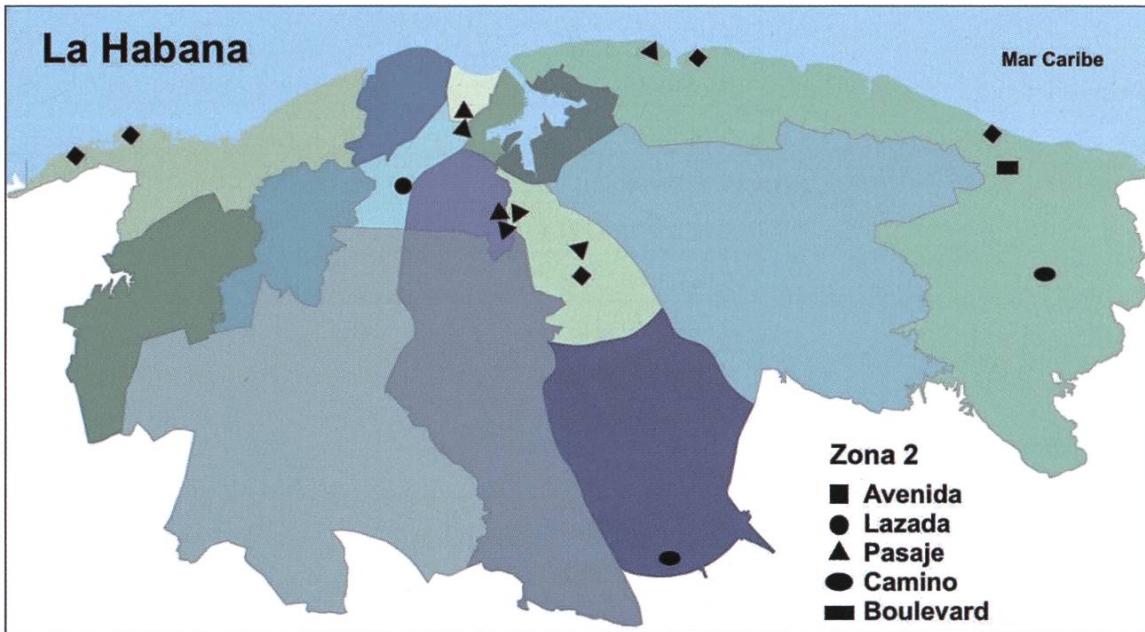 La Habana
Mar Caribe
Zona 2
Avenida
Lazada
Pasaje
Camino
Boulevard